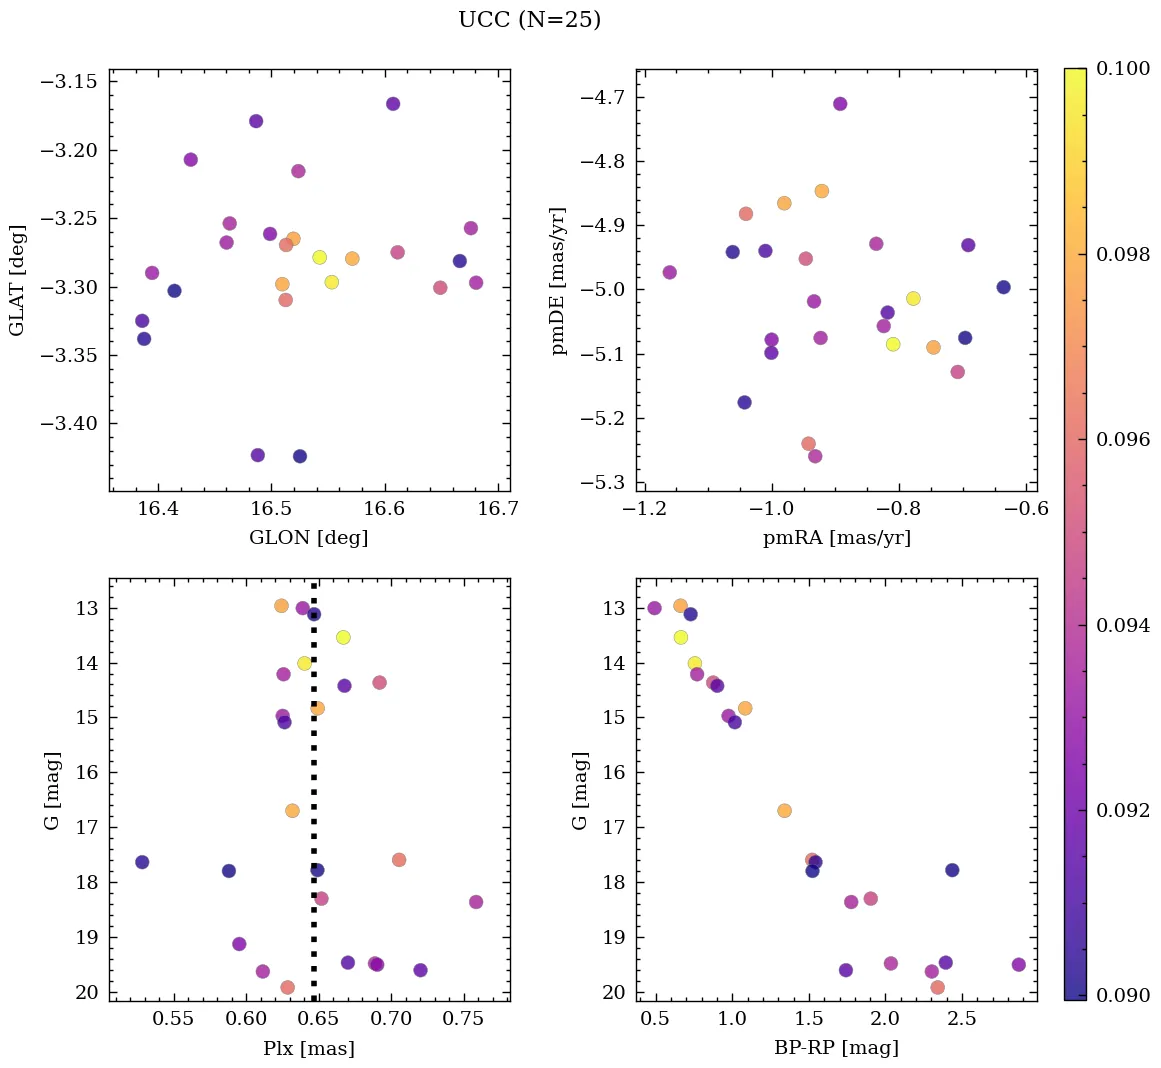 UCC (N=25)
−3.15
−3.20
−3.25
−3.30
−3.35
−3.40
GLAT [deg]
16.4 16.5 16.6 16.7
GLON [deg]
−4.7
−4.8
−4.9
−5.0
−5.1
−5.2
−5.3
pmDE [mas/yr]
−1.2 −1.0 −0.8 −0.6
pmRA [mas/yr]
13
14
15
16
17
18
19
20
G [mag]
0.55 0.60 0.65 0.70 0.75
Plx [mas]
13
14
15
16
17
18
19
20
G [mag]
0.5 1.0 1.5 2.0 2.5
BP-RP [mag]
0.100
0.098
0.096
0.094
0.092
0.090